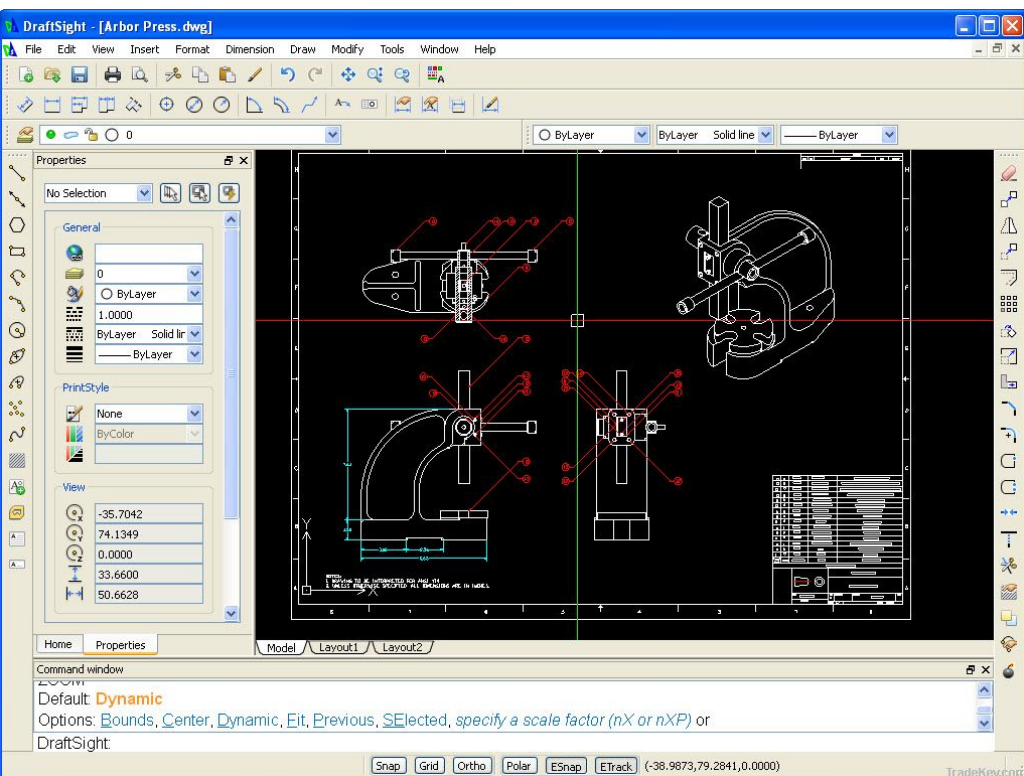 DraftSight - [Arbor Press.dwg]
File Edit View Insert Format Dimension Draw Modify Tools Window Help
0
ByLayer
ByLayer Solid line
ByLayer
Properties
No Selection
General
0
ByLayer
1.0000
ByLayer Solid lir
ByLayer
PrintStyle
None
ByColor
View
-35.7042
74.1349
0.0000
33.6600
50.6628
Home Properties
Y
X
Model Layout1 Layout2
Command window
ZOOM
Default: Dynamic
Options: Bounds, Center, Dynamic, Fit, Previous, SElected, specify a scale factor (nX or nXP) or
DraftSight:
Snap Grid Ortho Polar ESnap ETrack (-38.9873,79.2841,0.0000)
TradeKey.com